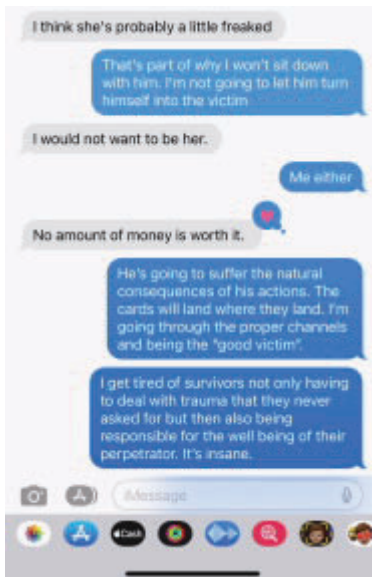 I think she's probably a little freaked
That's part of why I won't sit down
with him. I'm not going to let him turn
himself into the victim
I would not want to be her.
Me either
No amount of money is worth it.
He's going to suffer the natural
consequences of his actions. The
cards will land where they land. I'm
going through the proper channels
and being the "good victim".
I get tired of survivors not only having
to deal with trauma that they never
asked for but then also being
responsible for the well being of their
perpetrator. It's insane.
iMessage
Cash